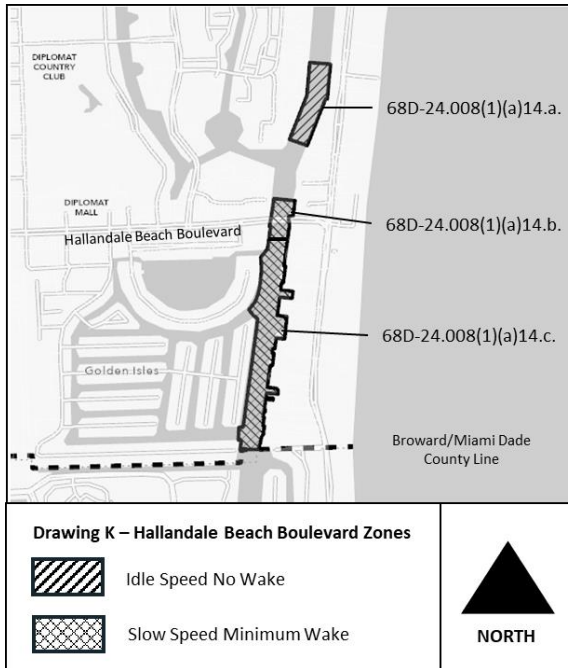 DIPLOMAT
COUNTRY
CLUB
68D-24.008(1)(a)14.a.
DIPLOMAT
MALL
68D-24.008(1)(a)14.b.
Hallandale Beach Boulevard
68D-24.008(1)(a)14.c.
Golden Isles
Broward/Miami Dade
County Line
Drawing K – Hallandale Beach Boulevard Zones
Idle Speed No Wake
Slow Speed Minimum Wake
NORTH